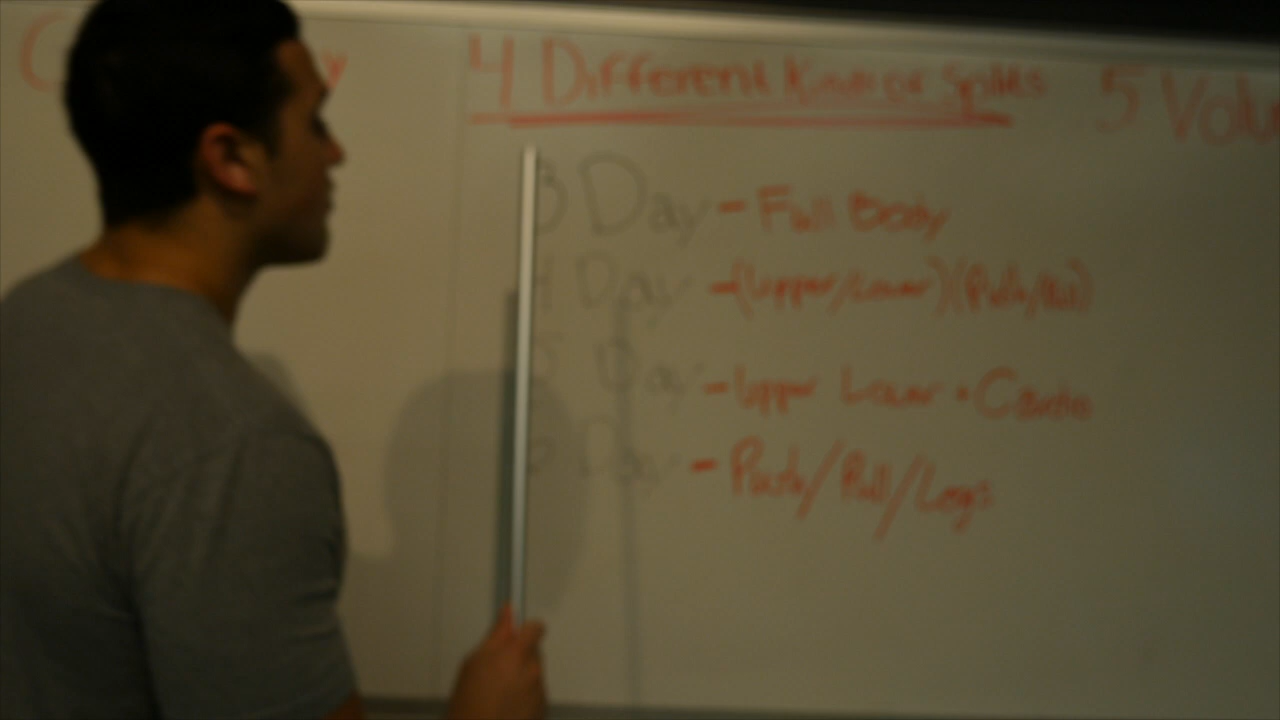 4 Different Kinds of Splits
5 Volu
3 Day - Full Body
4 Day - (Upper/Lower)(Push/Pull)
Day - Upper Lower + Cardio
Day - Push/Pull/Legs